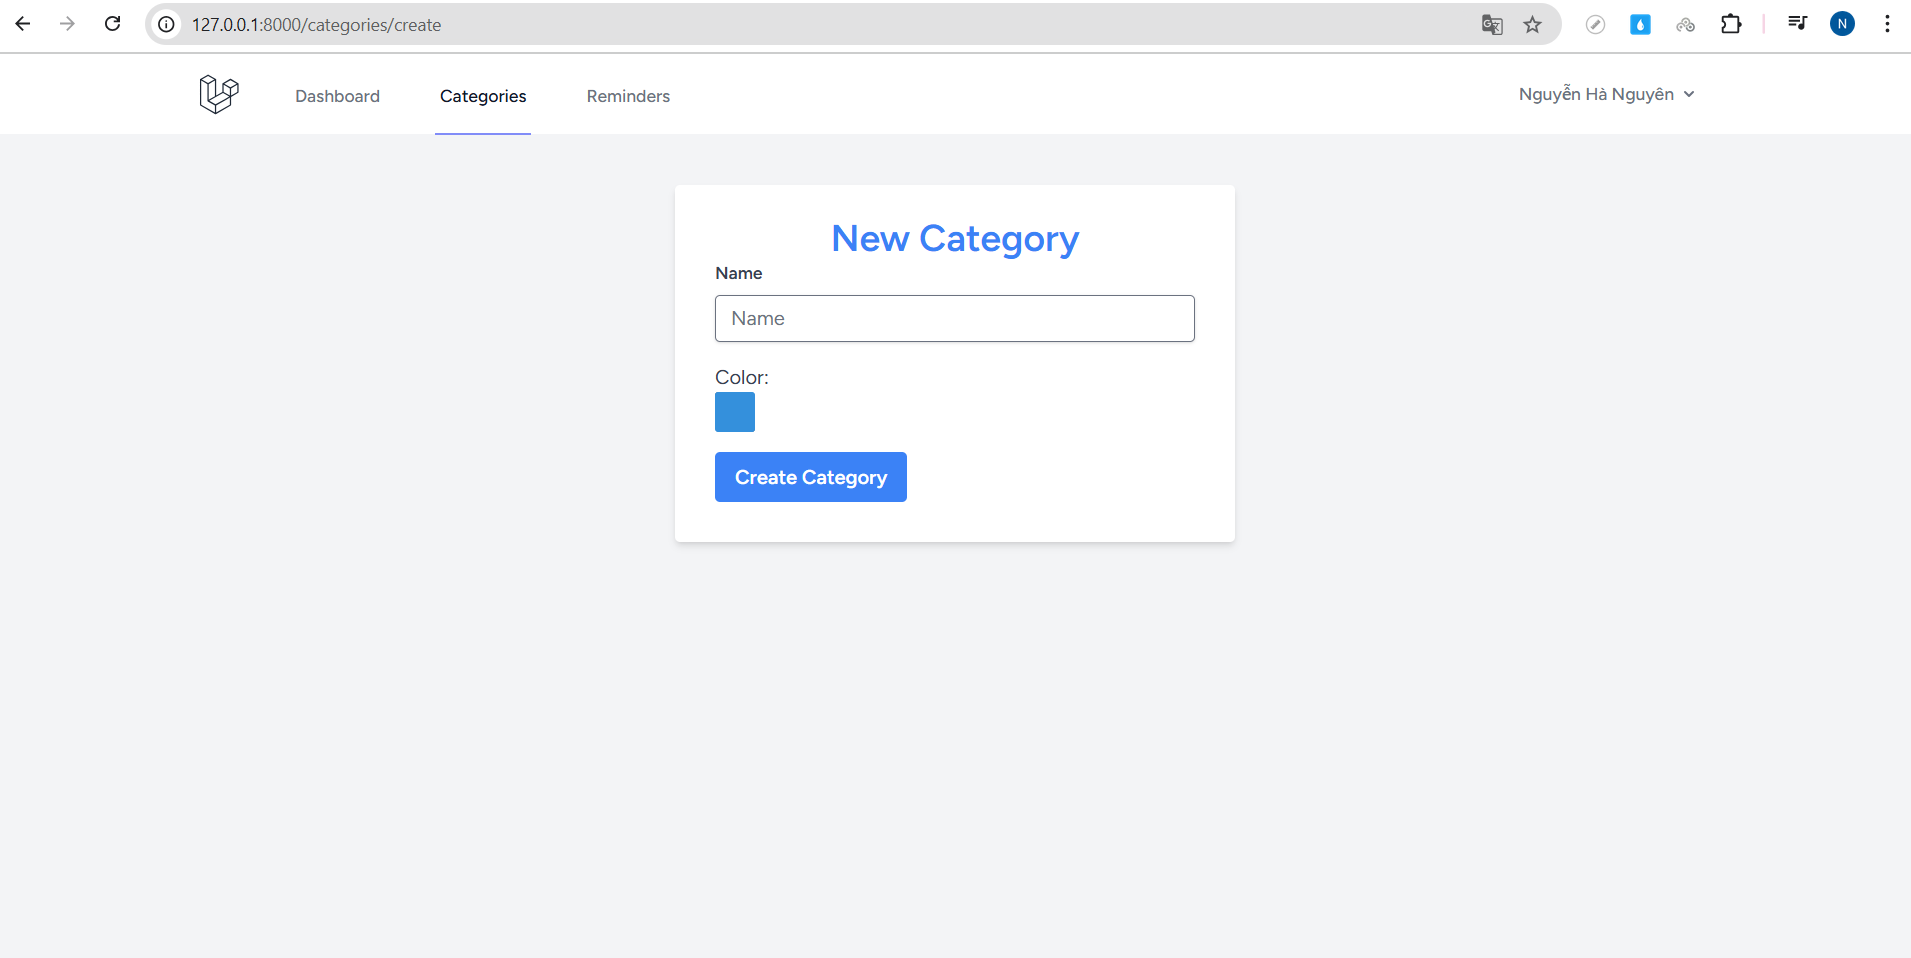 127.0.0.1:8000/categories/create
N
Dashboard
Categories
Reminders
Nguyễn Hà Nguyên
New Category
Name
Name
Color:
Create Category